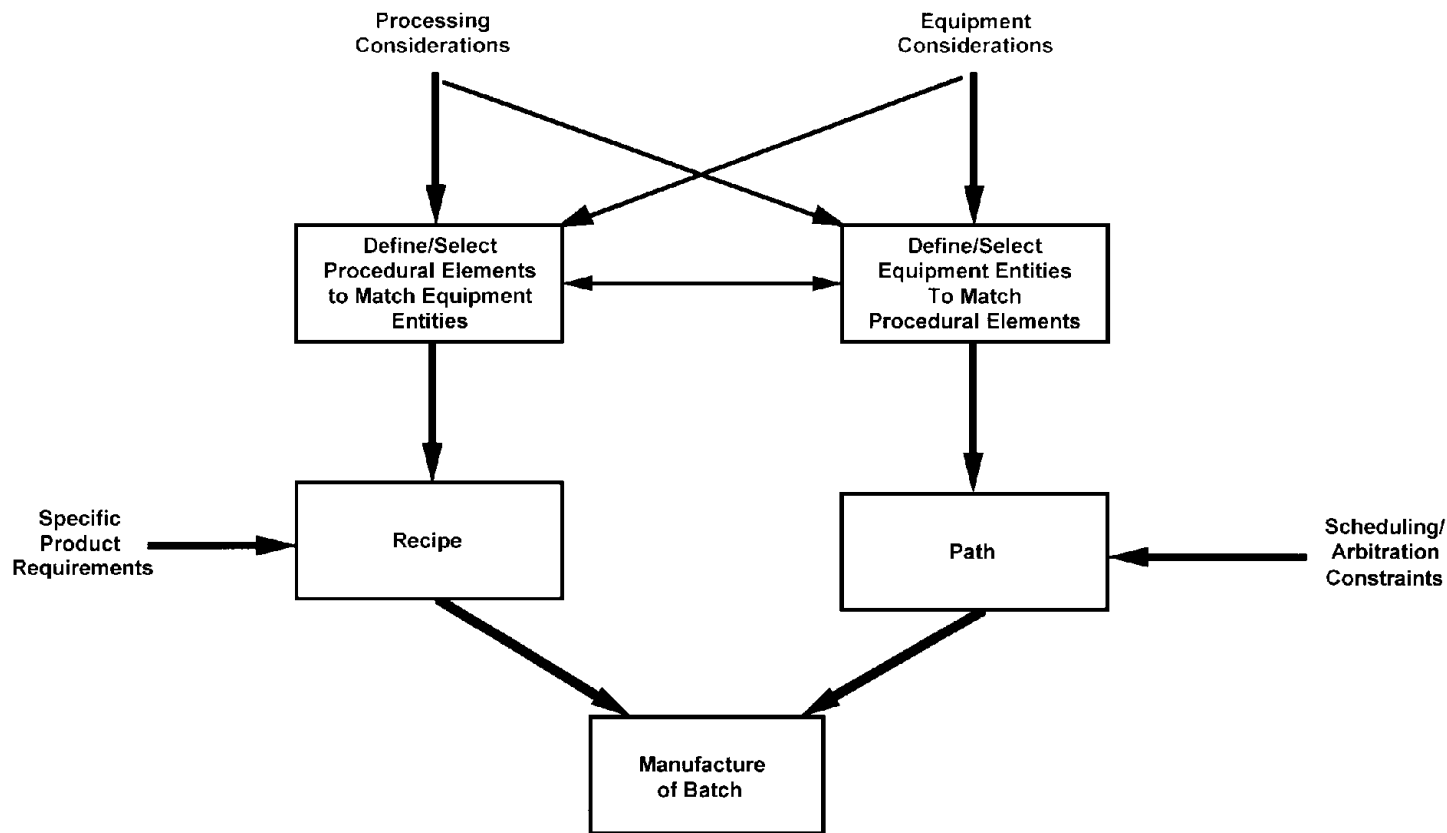 Processing
Considerations
Equipment
Considerations
Define/Select
Procedural Elements
to Match Equipment
Entities
Define/Select
Equipment Entities
To Match
Procedural Elements
Specific
Product
Requirements
Recipe
Path
Scheduling/
Arbitration
Constraints
Manufacture
of Batch